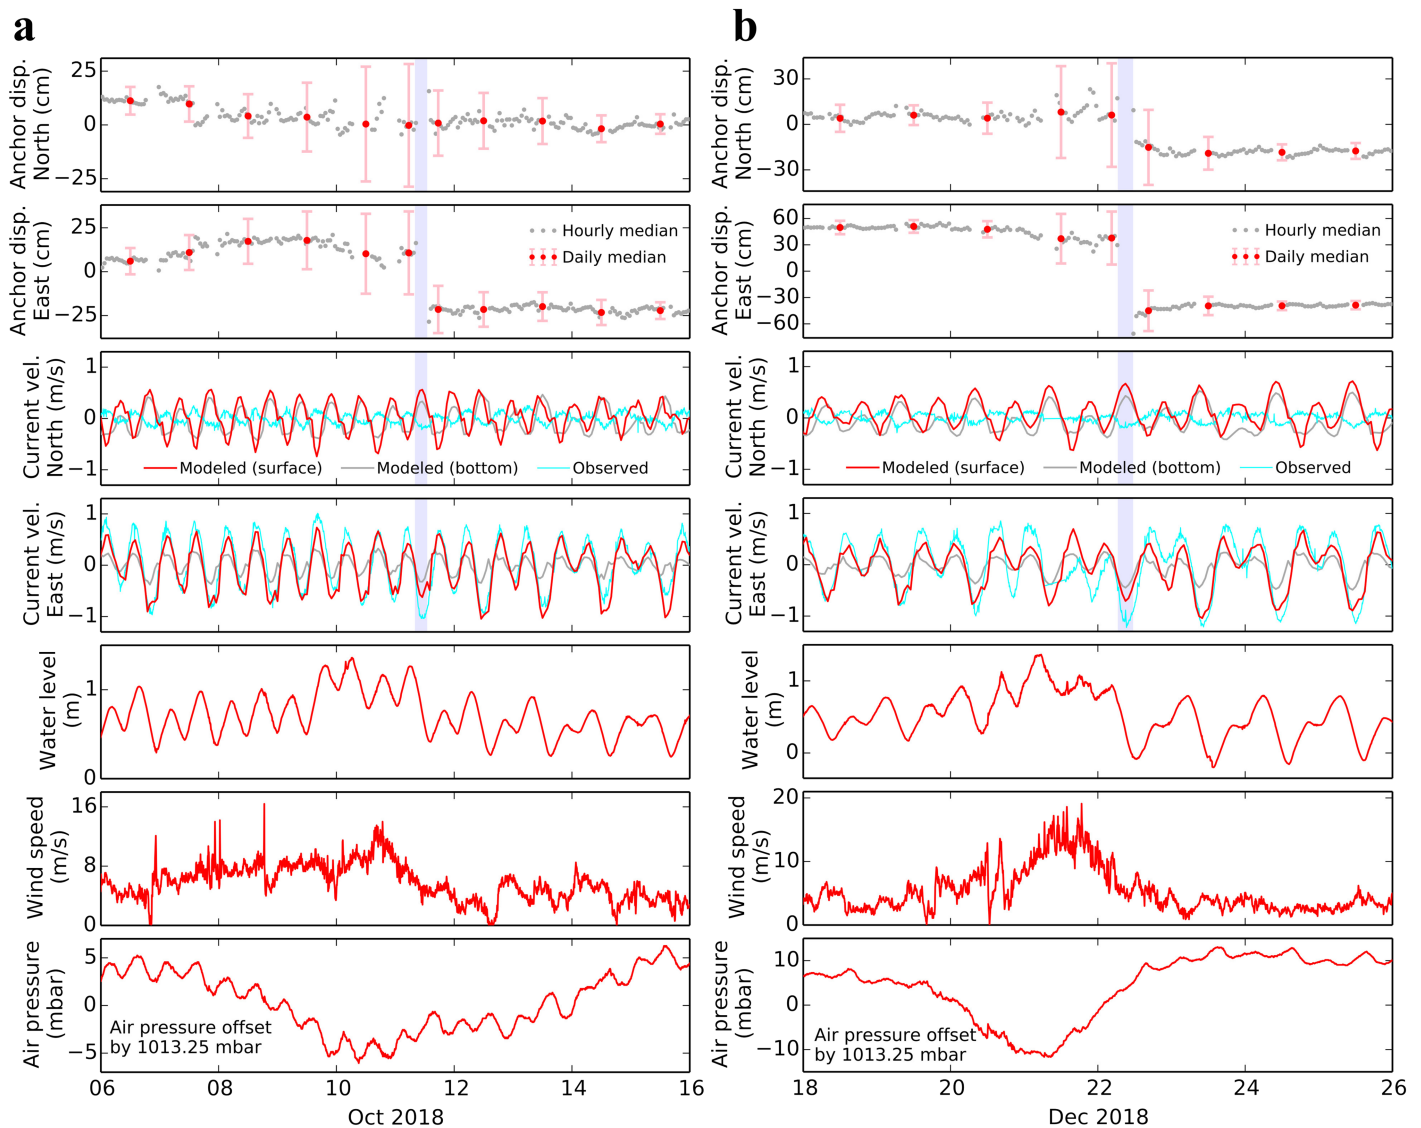 a
Anchor disp.
North (cm)
25
0
−25
Anchor disp.
East (cm)
25
0
−25
Hourly median
Daily median
Current vel.
North (m/s)
1
0
−1
Modeled (surface) Modeled (bottom) Observed
Current vel.
East (m/s)
1
0
−1
Water level
(m)
1
0
Wind speed
(m/s)
16
8
0
Air pressure
(mbar)
5
0
−5
Air pressure offset
by 1013.25 mbar
06 08 10 12 14 16
Oct 2018
b
Anchor disp.
North (cm)
30
0
−30
Anchor disp.
East (cm)
60
30
0
−30
−60
Hourly median
Daily median
Current vel.
North (m/s)
1
0
−1
Modeled (surface) Modeled (bottom) Observed
Current vel.
East (m/s)
1
0
−1
Water level
(m)
1
0
Wind speed
(m/s)
20
10
0
Air pressure
(mbar)
10
0
−10
Air pressure offset
by 1013.25 mbar
18 20 22 24 26
Dec 2018